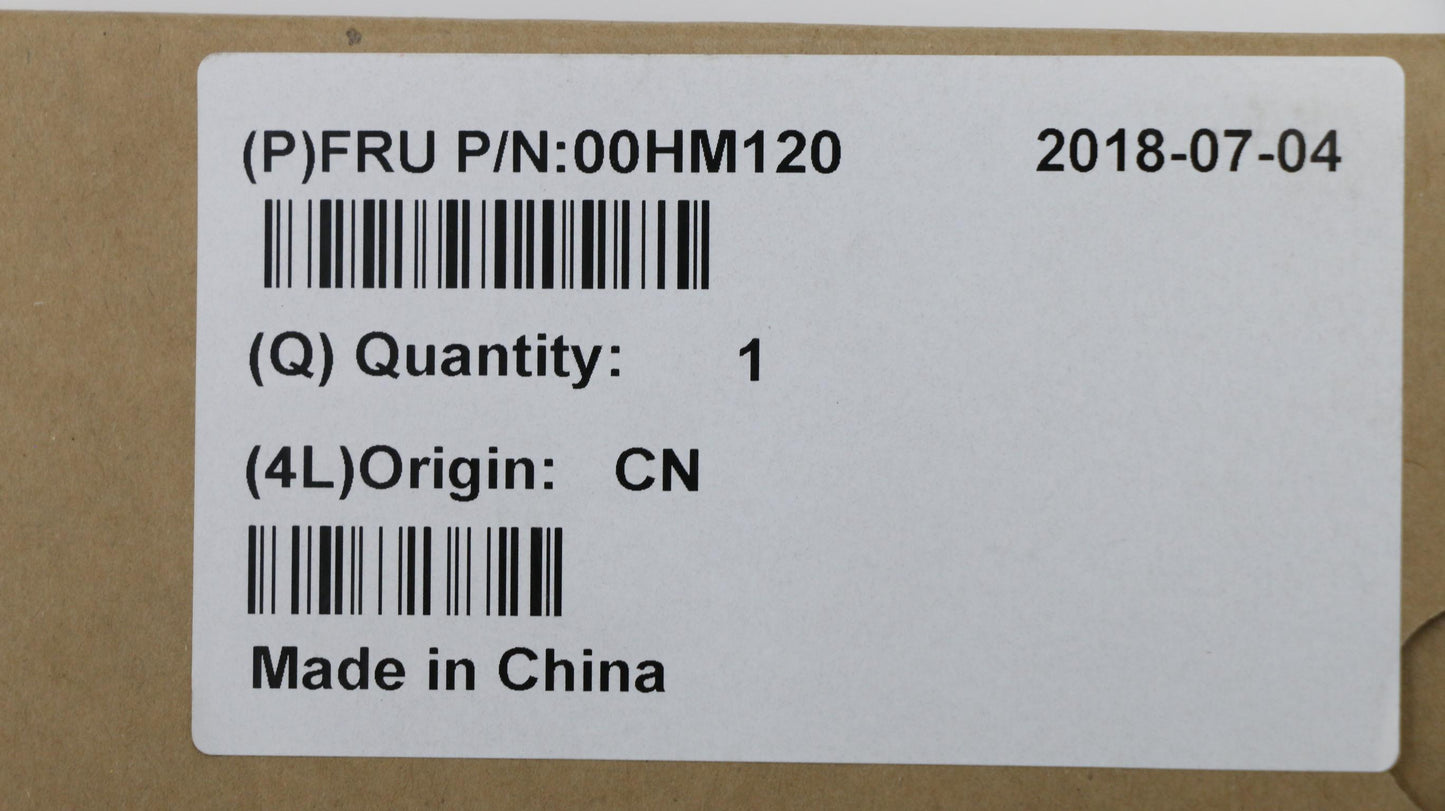 (P)FRU P/N:00HM120 2018-07-04
(Q) Quantity: 1
(4L)Origin: CN
Made in China